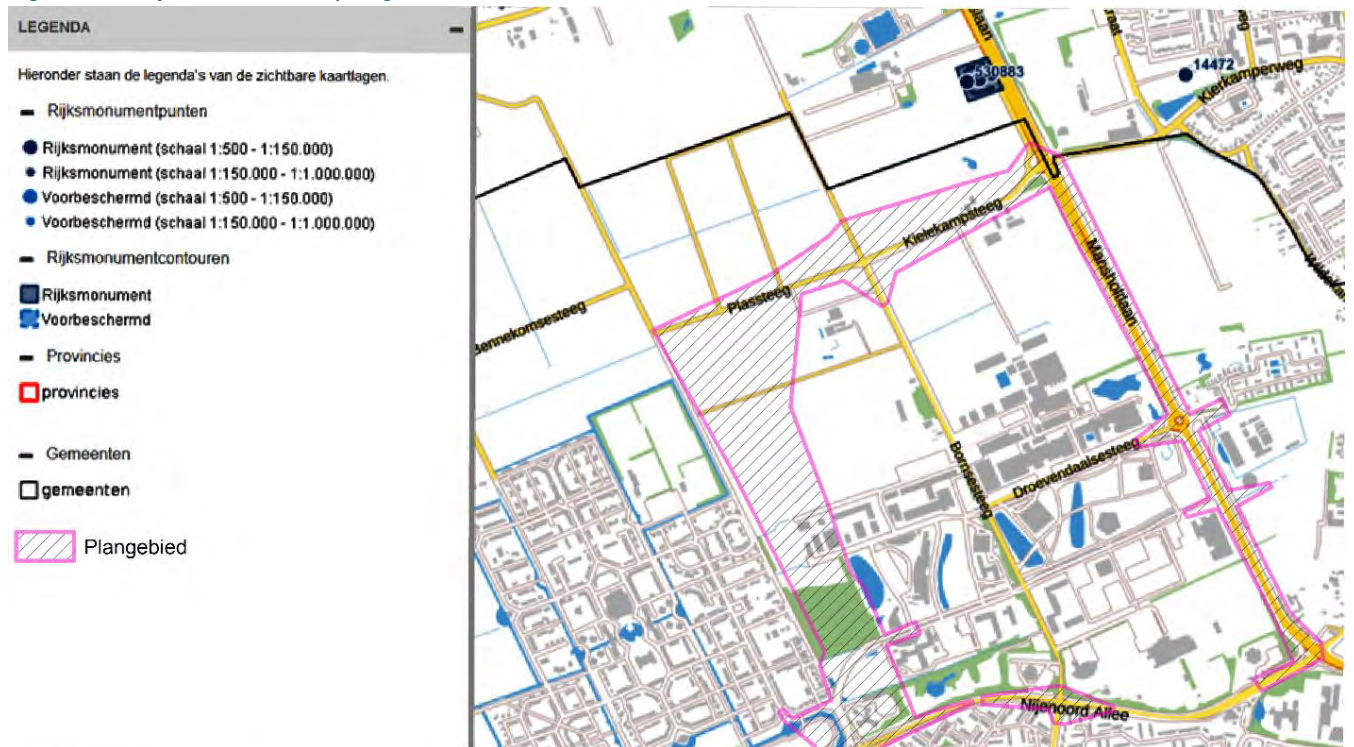 LEGENDA
Hieronder staan de legenda's van de zichtbare kaartlagen.
Rijksmonumentpunten
Rijksmonument (schaal 1:500 - 1:150.000)
Rijksmonument (schaal 1:150.000 - 1:1.000.000)
Voorbeschermd (schaal 1:500 - 1:150.000)
Voorbeschermd (schaal 1:150.000 - 1:1.000.000)
Rijksmonumentcontouren
Rijksmonument
Voorbeschermd
Provincies
provincies
Gemeenten
gemeenten
Plangebied
530883
14472
Kierkamperweg
Kielekampsteeg
Mansholtlaan
Plassteeg
Bennekomsesteeg
Bornsesteeg
Droevendaalsesteeg
Nijenoord Allee